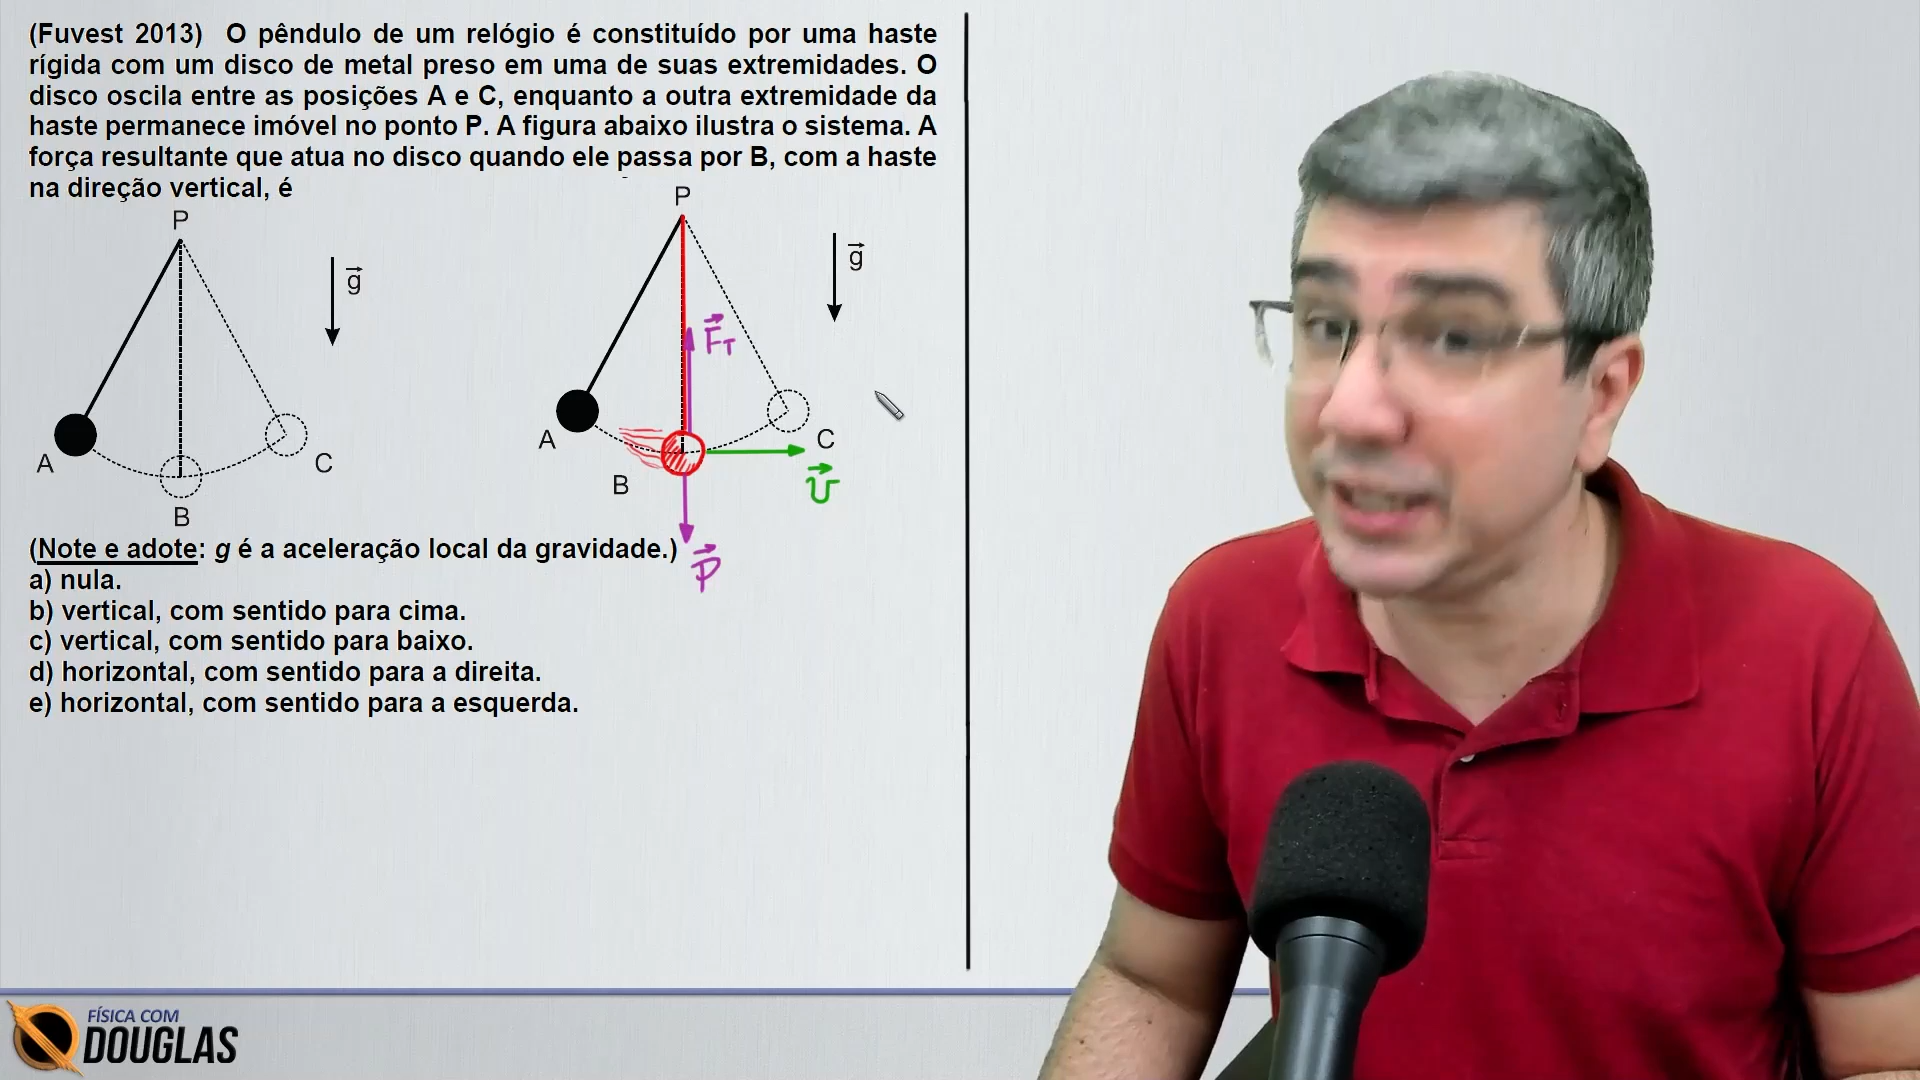 (Fuvest 2013) O pêndulo de um relógio é constituído por uma haste
rígida com um disco de metal preso em uma de suas extremidades. O
disco oscila entre as posições A e C, enquanto a outra extremidade da
haste permanece imóvel no ponto P. A figura abaixo ilustra o sistema. A
força resultante que atua no disco quando ele passa por B, com a haste
na direção vertical, é
P
g
A
C
B
P
g
F_T
A
C
B
v
P
(Note e adote: g é a aceleração local da gravidade.)
a) nula.
b) vertical, com sentido para cima.
c) vertical, com sentido para baixo.
d) horizontal, com sentido para a direita.
e) horizontal, com sentido para a esquerda.
FÍSICA COM
DOUGLAS